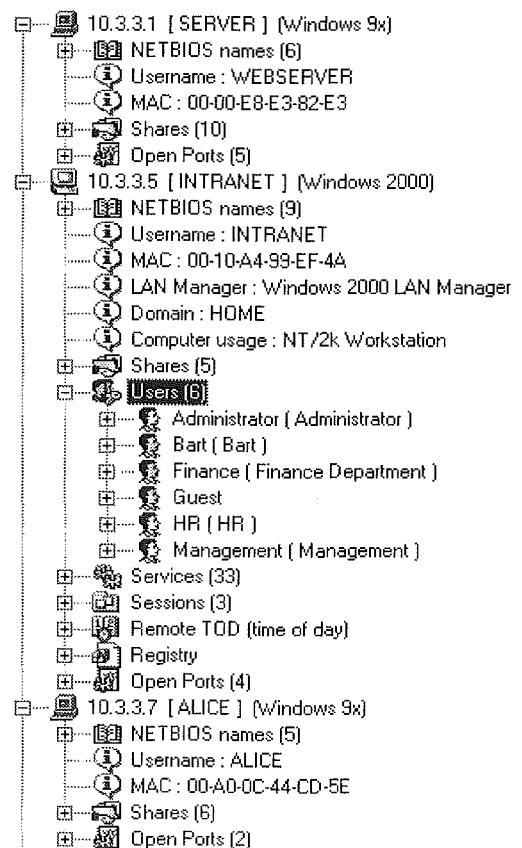 10.3.3.1 [ SERVER ] (Windows 9x)
NETBIOS names (6)
Username : WEBSERVER
MAC : 00-00-E8-E3-82-E3
Shares (10)
Open Ports (5)
10.3.3.5 [ INTRANET ] (Windows 2000)
NETBIOS names (9)
Username : INTRANET
MAC : 00-10-A4-99-EF-4A
LAN Manager : Windows 2000 LAN Manager
Domain : HOME
Computer usage : NT/2k Workstation
Shares (5)
Users (6)
Administrator ( Administrator )
Bart ( Bart )
Finance ( Finance Department )
Guest
HR ( HR )
Management ( Management )
Services (33)
Sessions (3)
Remote TOD (time of day)
Registry
Open Ports (4)
10.3.3.7 [ ALICE ] (Windows 9x)
NETBIOS names (5)
Username : ALICE
MAC : 00-A0-0C-44-CD-5E
Shares (6)
Open Ports (2)